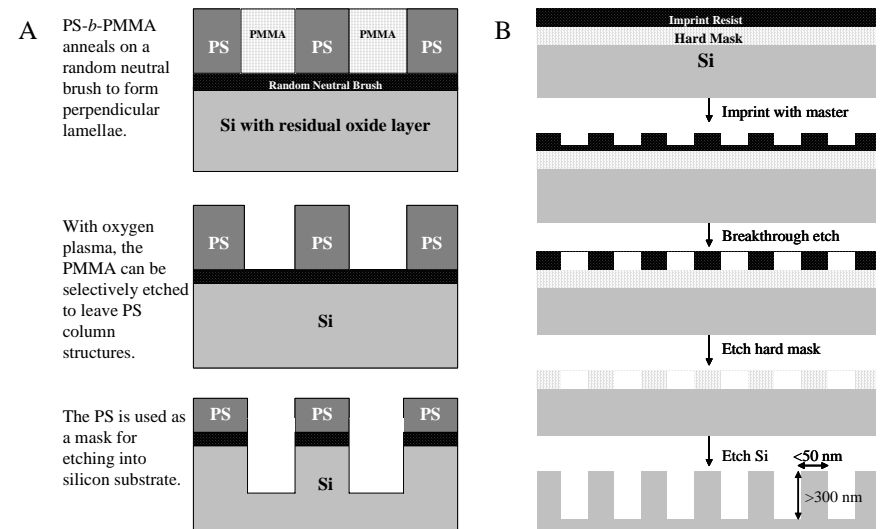 A
PS-b-PMMA
anneals on a
random neutral
brush to form
perpendicular
lamellae.
PS PMMA PS PMMA PS
Random Neutral Brush
Si with residual oxide layer
With oxygen
plasma, the
PMMA can be
selectively etched
to leave PS
column
structures.
PS PS PS
Si
The PS is used as
a mask for
etching into
silicon substrate.
PS PS PS
Si
B
Imprint Resist
Hard Mask
Si
Imprint with master
Breakthrough etch
Etch hard mask
Etch Si
<50 nm
>300 nm